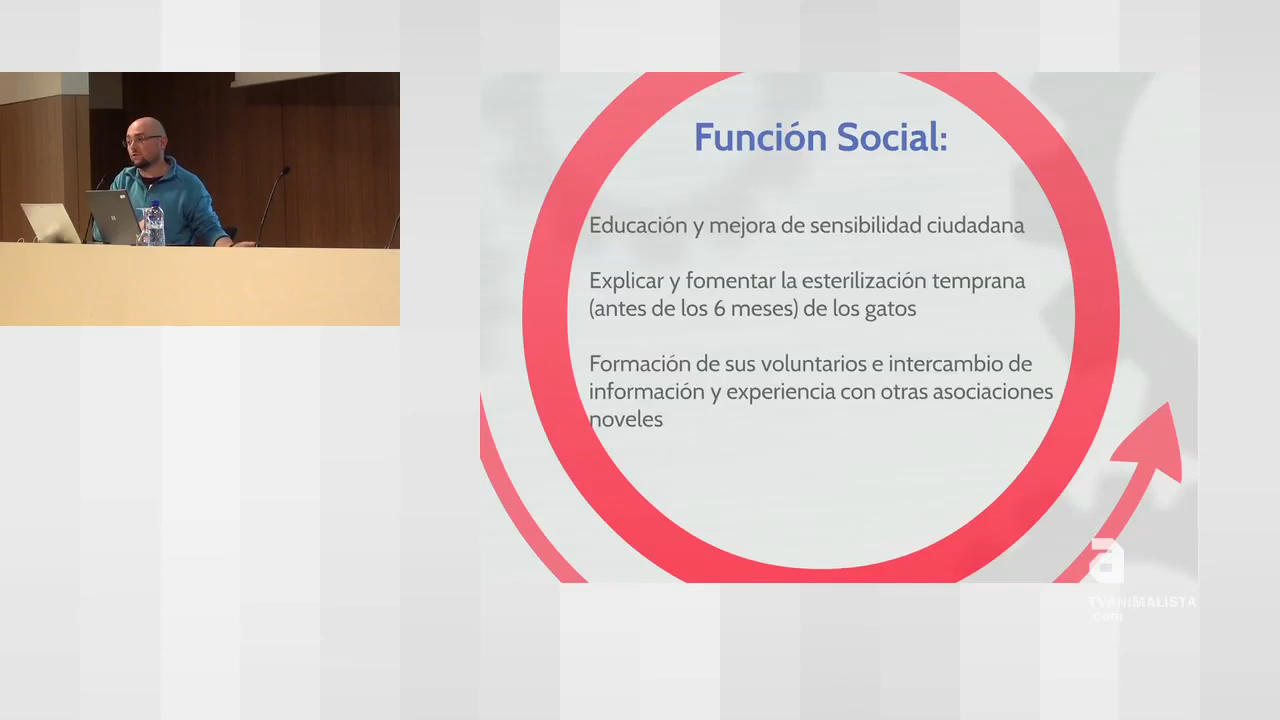 Función Social:
Educación y mejora de sensibilidad ciudadana
Explicar y fomentar la esterilización temprana
(antes de los 6 meses) de los gatos
Formación de sus voluntarios e intercambio de
información y experiencia con otras asociaciones
noveles
a
TVANIMALISTA
.com